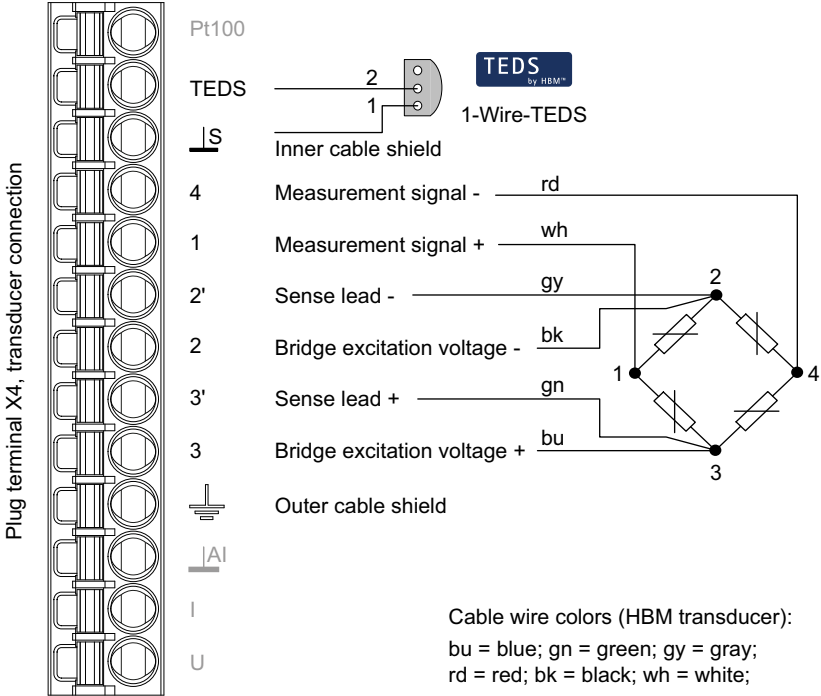 Plug terminal X4, transducer connection
Pt100
TEDS
2
1
TEDS
by HBM™
1-Wire-TEDS
S
Inner cable shield
4 Measurement signal - rd
1 Measurement signal + wh
2' Sense lead - gy
2 Bridge excitation voltage - bk
3' Sense lead + gn
3 Bridge excitation voltage + bu
2
1
4
3
Outer cable shield
AI
I
U
Cable wire colors (HBM transducer):
bu = blue; gn = green; gy = gray;
rd = red; bk = black; wh = white;